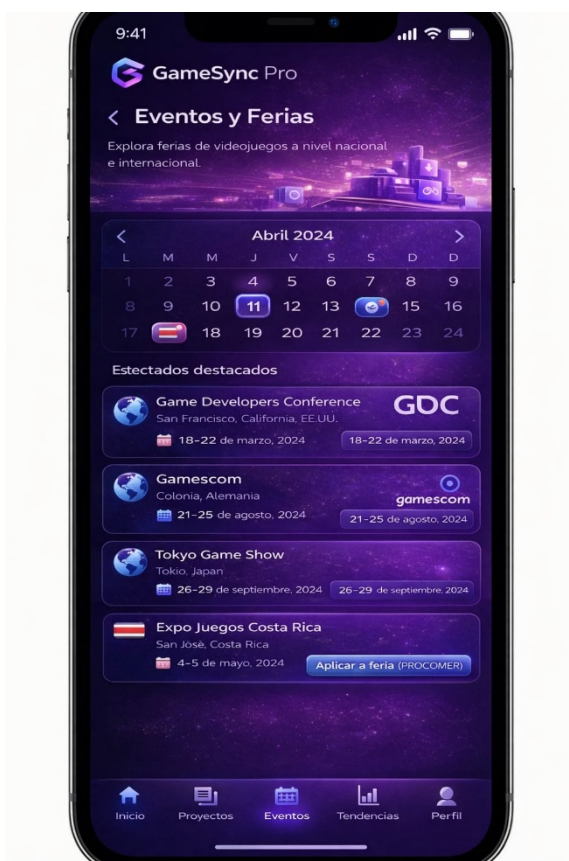 9:41
GameSync Pro
< Eventos y Ferias
Explora ferias de videojuegos a nivel nacional
e internacional.
< Abril 2024 >
L M M J V S S D D
1 2 3 4 5 6 7 8 9
8 9 10 11 12 13 15 16
17 18 19 20 21 22 23 24
Estectados destacados
Game Developers Conference GDC
San Francisco, California, EE.UU.
18-22 de marzo, 2024 18-22 de marzo, 2024
Gamescom
Colonia, Alemania gamescom
21-25 de agosto, 2024 21-25 de agosto, 2024
Tokyo Game Show
Tokio, Japan
26-29 de septiembre, 2024 26-29 de septiembre, 2024
Expo Juegos Costa Rica
San José, Costa Rica
4-5 de mayo, 2024 Aplicar a feria (PROCOMER)
Inicio Proyectos Eventos Tendencias Perfil